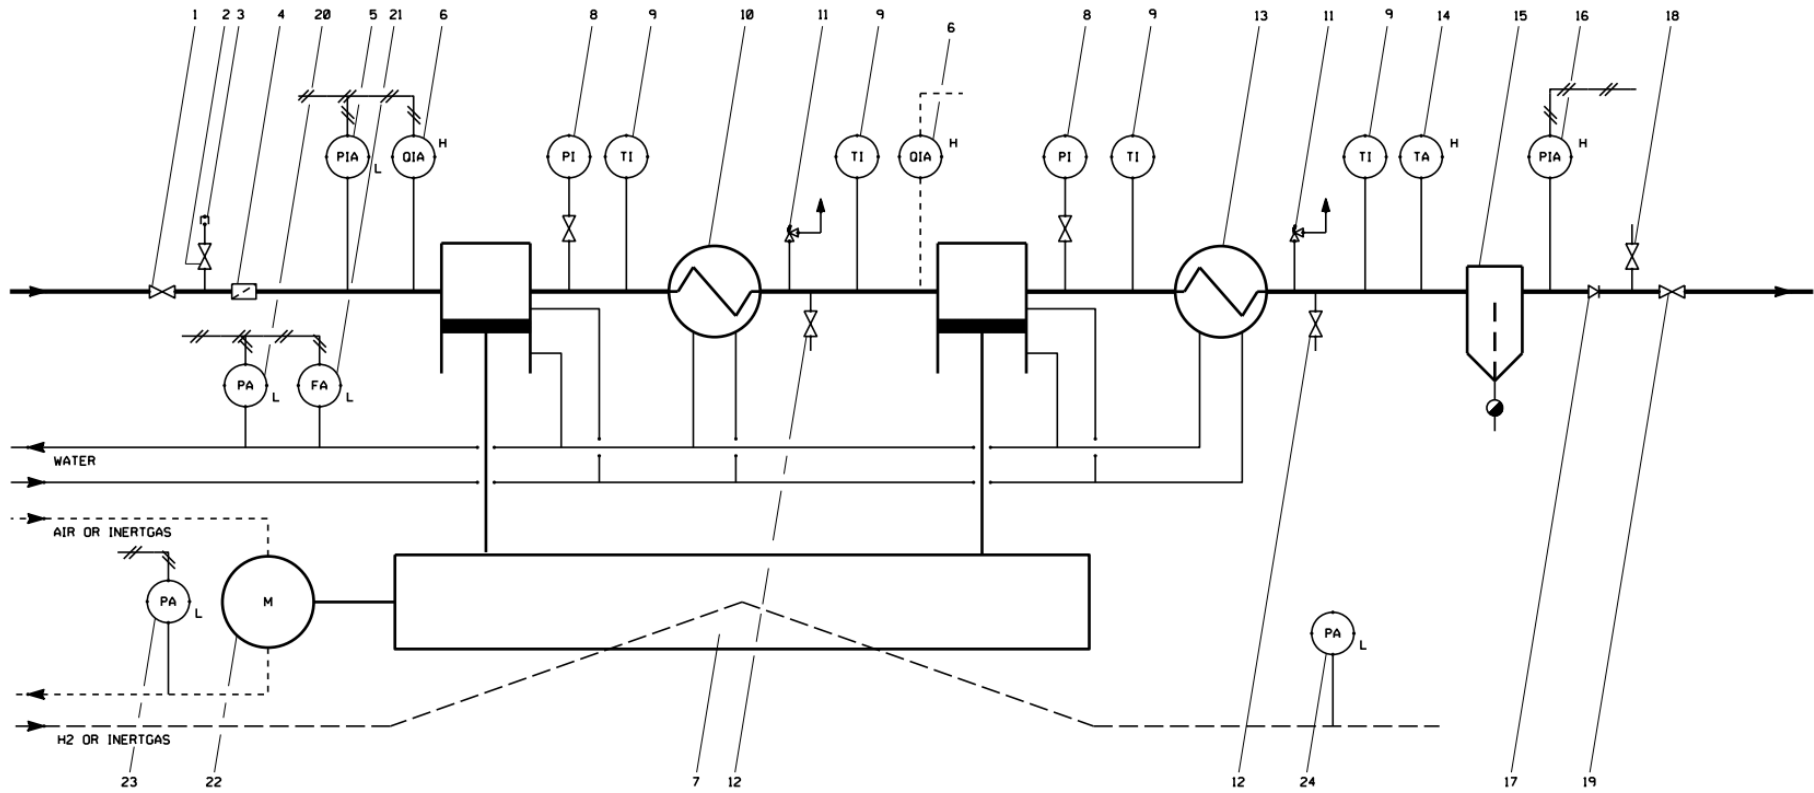 1 2 3 4 20 5 21 6 8 9 10 11 9 6 8 9 13 11 9 14 15 16 18
PIA L QIA H PI TI TI QIA H PI TI TI TA H PIA H
PA L FA L
WATER
AIR OR INERTGAS
PA L M
PA L
H2 OR INERTGAS
23 22 7 12 12 24 17 19